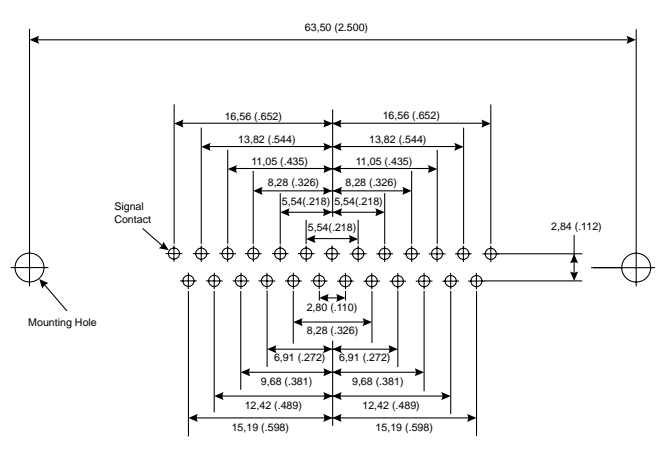 63,50 (2.500)
16,56 (.652) 16,56 (.652)
13,82 (.544) 13,82 (.544)
11,05 (.435) 11,05 (.435)
8,28 (.326) 8,28 (.326)
5,54(.218) 5,54(.218)
Signal
Contact
5,54(.218)
2,84 (.112)
2,80 (.110)
Mounting Hole
8,28 (.326)
6,91 (.272) 6,91 (.272)
9,68 (.381) 9,68 (.381)
12,42 (.489) 12,42 (.489)
15,19 (.598) 15,19 (.598)